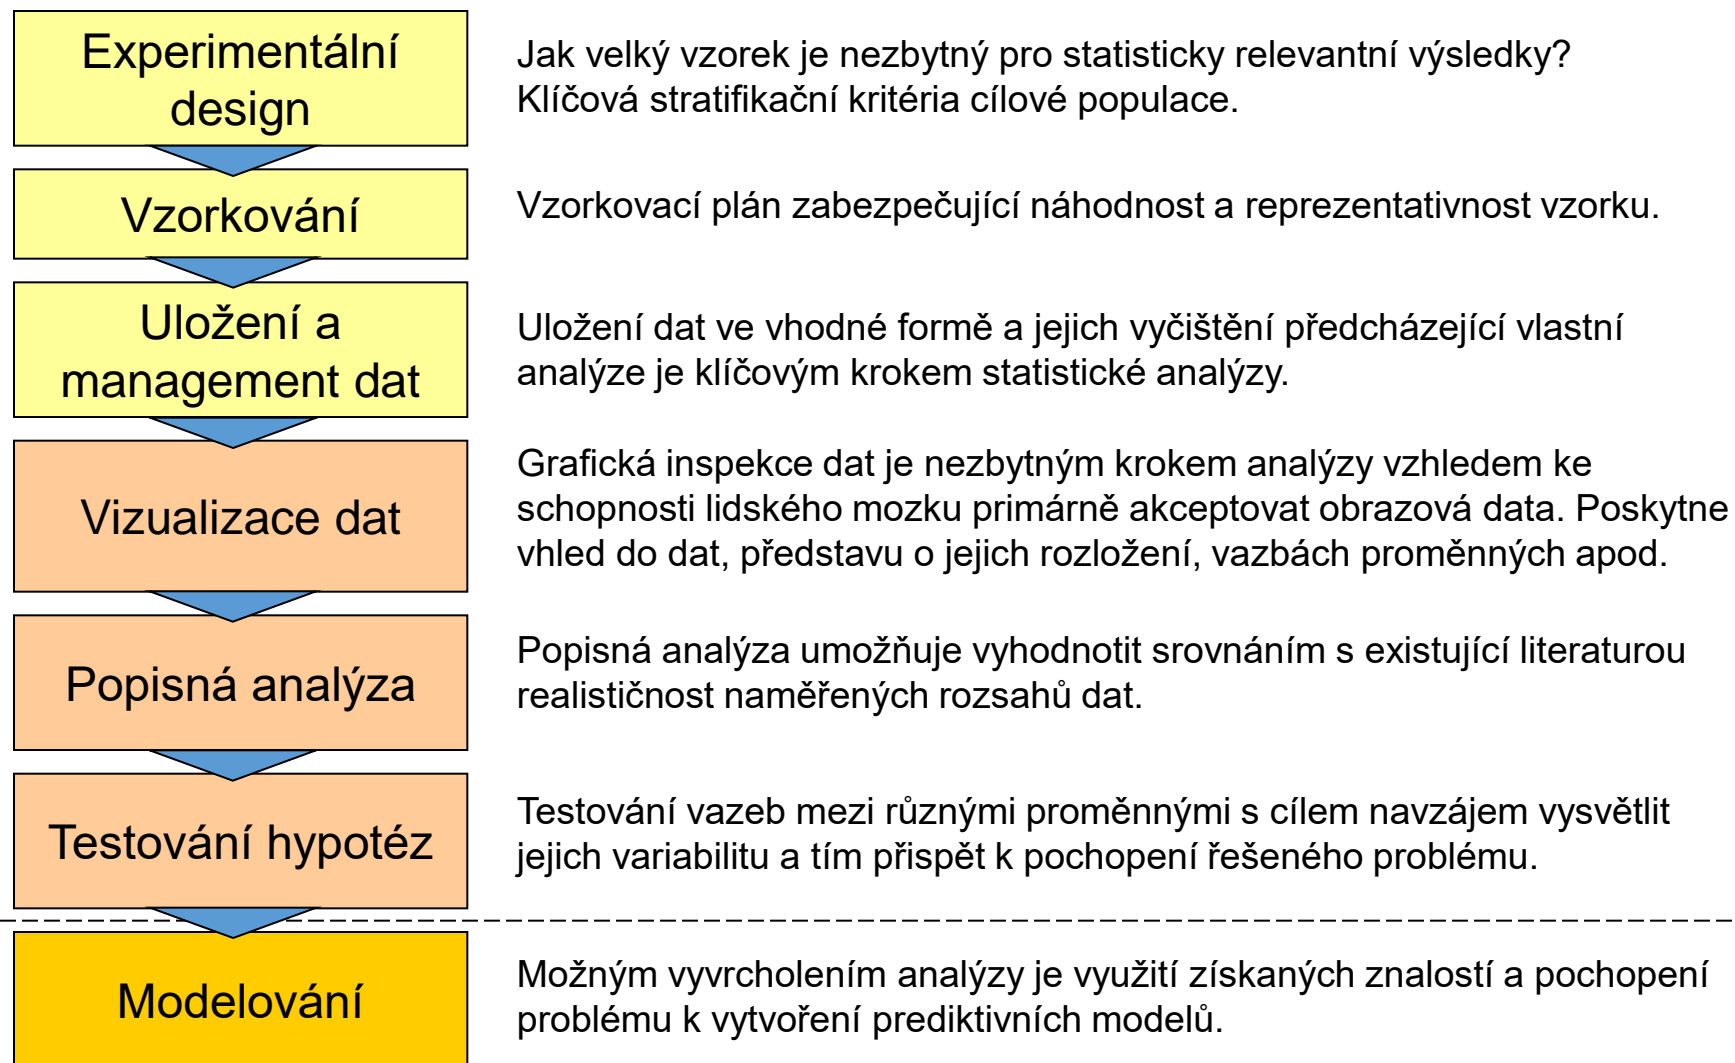 Experimentální
design
Jak velký vzorek je nezbytný pro statisticky relevantní výsledky?
Klíčová stratifikační kritéria cílové populace.
Vzorkování
Vzorkovací plán zabezpečující náhodnost a reprezentativnost vzorku.
Uložení a
management dat
Uložení dat ve vhodné formě a jejich vyčištění předcházející vlastní
analýze je klíčovým krokem statistické analýzy.
Vizualizace dat
Grafická inspekce dat je nezbytným krokem analýzy vzhledem ke
schopnosti lidského mozku primárně akceptovat obrazová data. Poskytne
vhled do dat, představu o jejich rozložení, vazbách proměnných apod.
Popisná analýza
Popisná analýza umožňuje vyhodnotit srovnáním s existující literaturou
realističnost naměřených rozsahů dat.
Testování hypotéz
Testování vazeb mezi různými proměnnými s cílem navzájem vysvětlit
jejich variabilitu a tím přispět k pochopení řešeného problému.
Modelování
Možným vyvrcholením analýzy je využití získaných znalostí a pochopení
problému k vytvoření prediktivních modelů.